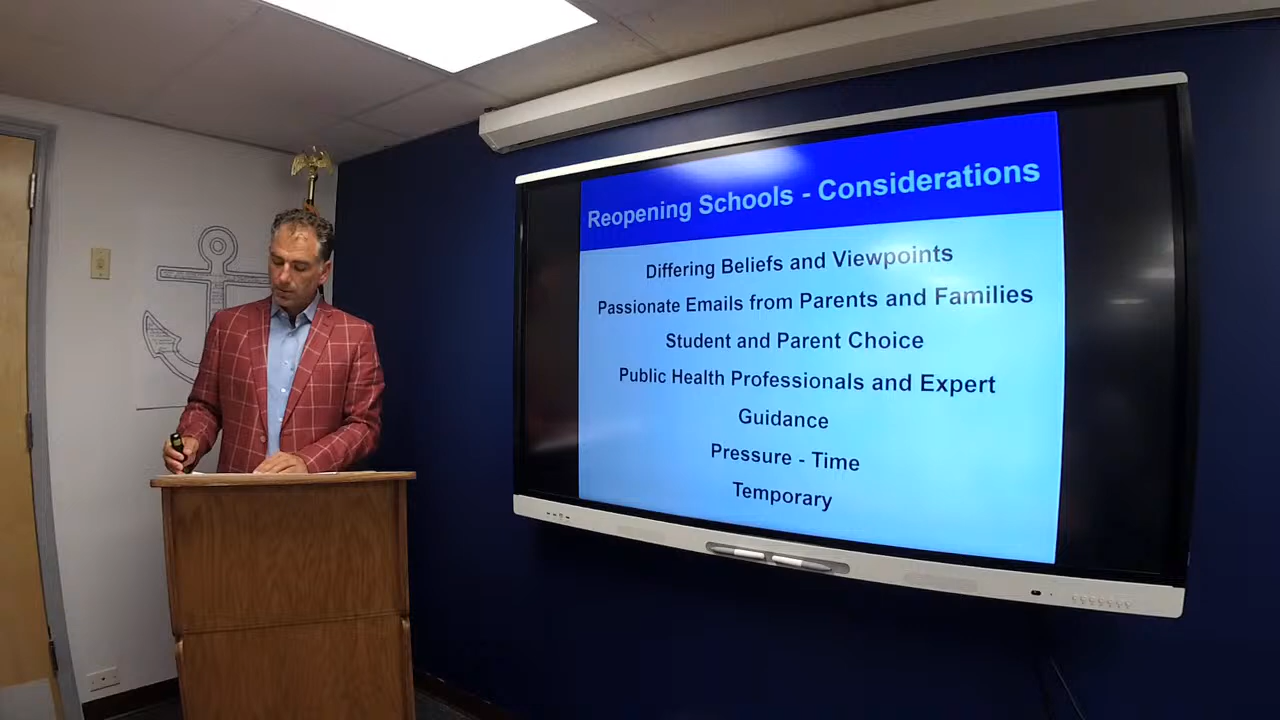 Reopening Schools - Considerations
Differing Beliefs and Viewpoints
Passionate Emails from Parents and Families
Student and Parent Choice
Public Health Professionals and Expert
Guidance
Pressure - Time
Temporary